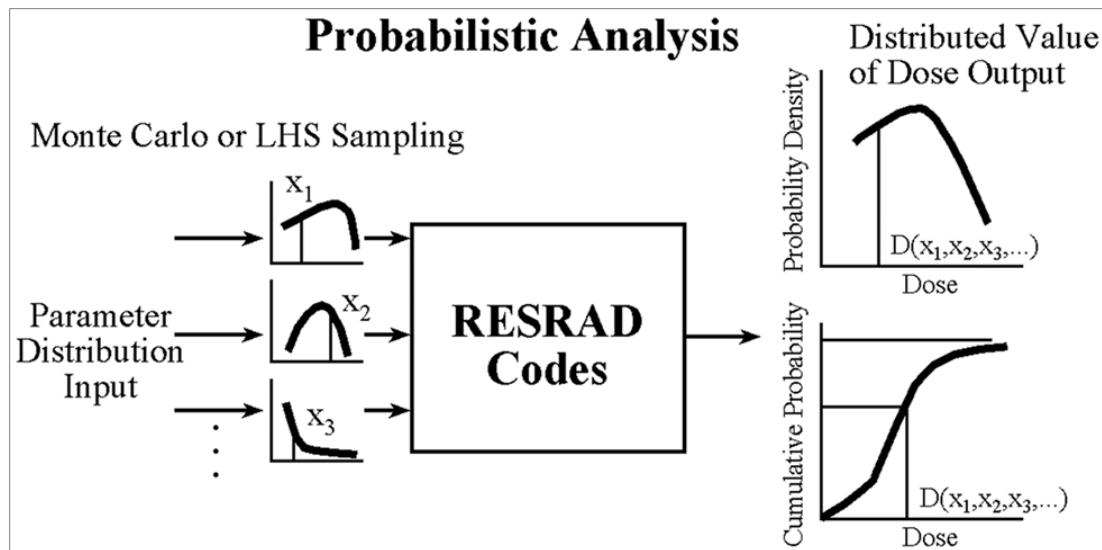 Probabilistic Analysis
Monte Carlo or LHS Sampling
X₁
X₂
X₃
Parameter
Distribution
Input
RESRAD
Codes
Distributed Value
of Dose Output
Probability Density
D(x₁,x₂,x₃,...)
Dose
Cumulative Probability
D(x₁,x₂,x₃,...)
Dose